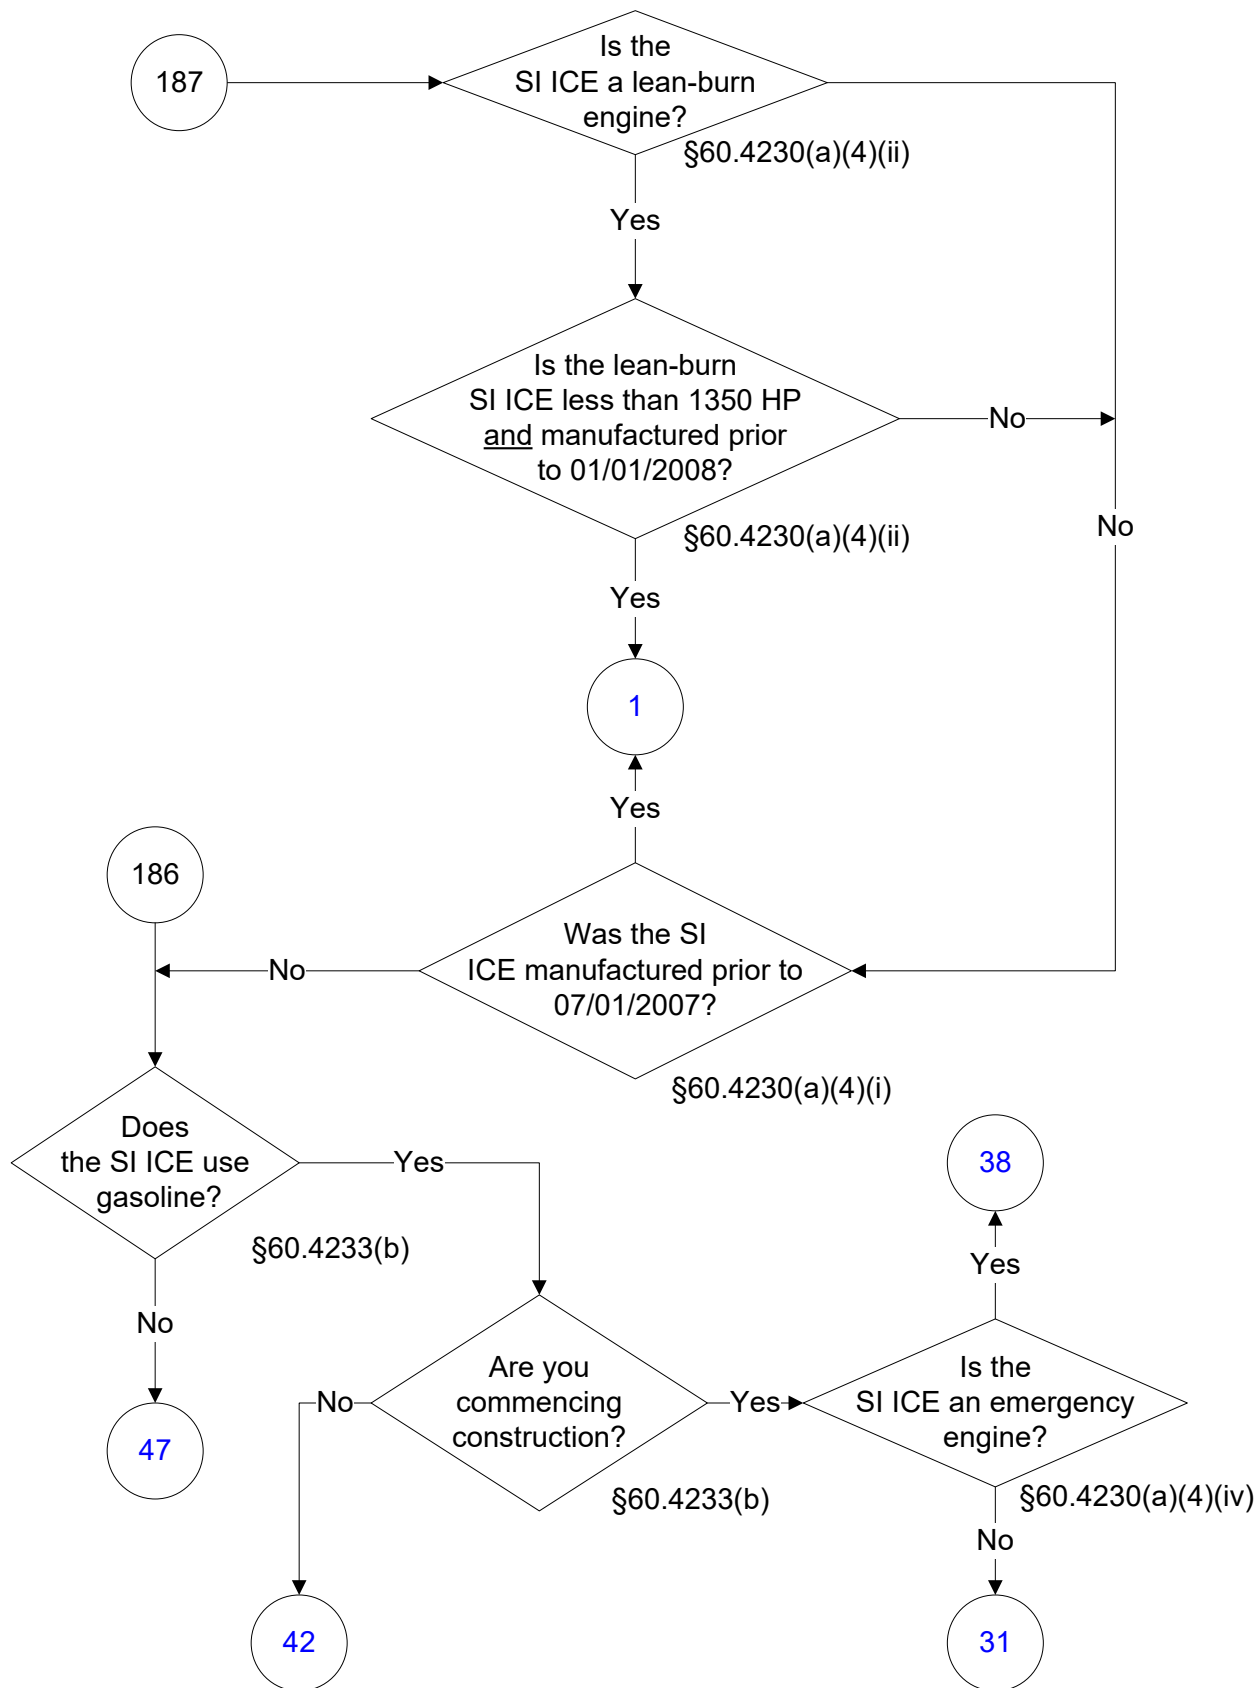 187
Is the
SI ICE a lean-burn
engine?
§60.4230(a)(4)(ii)
Yes
Is the lean-burn
SI ICE less than 1350 HP
and manufactured prior
to 01/01/2008?
No
§60.4230(a)(4)(ii)
No
Yes
1
Yes
186
Was the SI
ICE manufactured prior to
07/01/2007?
No
§60.4230(a)(4)(i)
Does
the SI ICE use
gasoline?
Yes
§60.4233(b)
No
47
38
Yes
Are you
commencing
construction?
No
Yes
§60.4233(b)
Is the
SI ICE an emergency
engine?
§60.4230(a)(4)(iv)
No
42
31